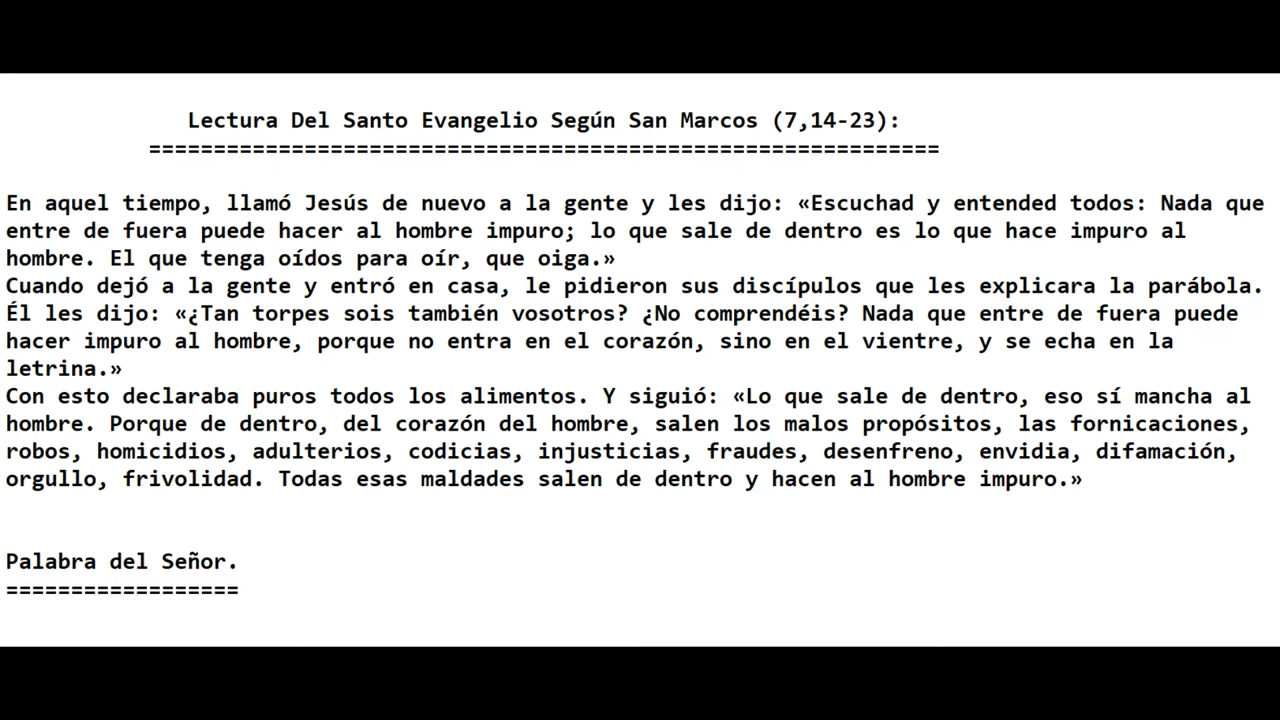 Lectura Del Santo Evangelio Según San Marcos (7,14-23):
=============================================================
En aquel tiempo, llamó Jesús de nuevo a la gente y les dijo: «Escuchad y entended todos: Nada que
entre de fuera puede hacer al hombre impuro; lo que sale de dentro es lo que hace impuro al
hombre. El que tenga oídos para oír, que oiga.»
Cuando dejó a la gente y entró en casa, le pidieron sus discípulos que les explicara la parábola.
Él les dijo: «¿Tan torpes sois también vosotros? ¿No comprendéis? Nada que entre de fuera puede
hacer impuro al hombre, porque no entra en el corazón, sino en el vientre, y se echa en la
letrina.»
Con esto declaraba puros todos los alimentos. Y siguió: «Lo que sale de dentro, eso sí mancha al
hombre. Porque de dentro, del corazón del hombre, salen los malos propósitos, las fornicaciones,
robos, homicidios, adulterios, codicias, injusticias, fraudes, desenfreno, envidia, difamación,
orgullo, frivolidad. Todas esas maldades salen de dentro y hacen al hombre impuro.»
Palabra del Señor.
==================